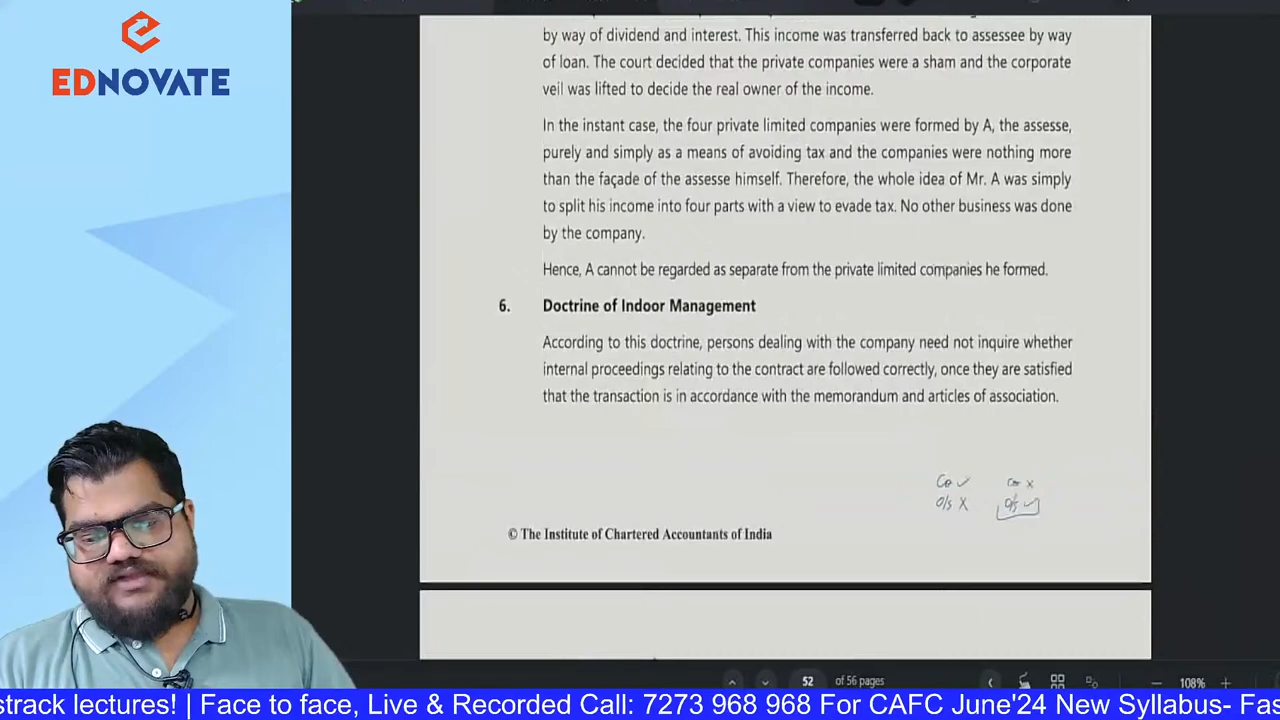 EDNOVATE
by way of dividend and interest. This income was transferred back to assessee by way
of loan. The court decided that the private companies were a sham and the corporate
veil was lifted to decide the real owner of the income.
In the instant case, the four private limited companies were formed by A, the assesse,
purely and simply as a means of avoiding tax and the companies were nothing more
than the façade of the assesse himself. Therefore, the whole idea of Mr. A was simply
to split his income into four parts with a view to evade tax. No other business was done
by the company.
Hence, A cannot be regarded as separate from the private limited companies he formed.
6. Doctrine of Indoor Management
According to this doctrine, persons dealing with the company need not inquire whether
internal proceedings relating to the contract are followed correctly, once they are satisfied
that the transaction is in accordance with the memorandum and articles of association.
Co ✓ Co x
O/s X O/s ✓
© The Institute of Chartered Accountants of India
52 of 56 pages 108%
strack lectures! | Face to face, Live & Recorded Call: 7273 968 968 For CAFC June'24 New Syllabus- Fas